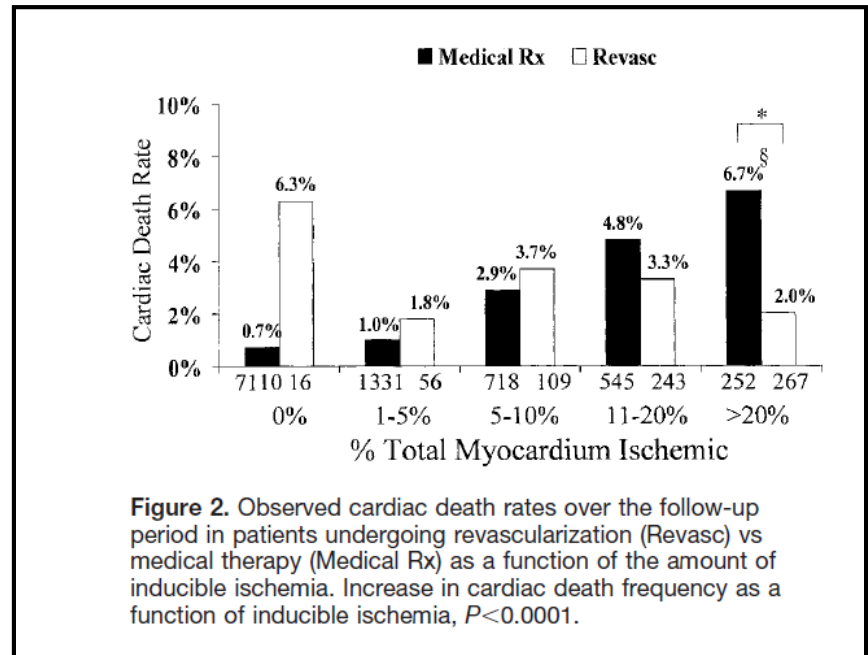 ■ Medical Rx □ Revasc
10%
8%
6%
4%
2%
0%
Cardiac Death Rate
*
§
0.7% 6.3% 1.0% 1.8% 2.9% 3.7% 4.8% 3.3% 6.7% 2.0%
7110 16 1331 56 718 109 545 243 252 267
0% 1-5% 5-10% 11-20% >20%
% Total Myocardium Ischemic
Figure 2. Observed cardiac death rates over the follow-up
period in patients undergoing revascularization (Revasc) vs
medical therapy (Medical Rx) as a function of the amount of
inducible ischemia. Increase in cardiac death frequency as a
function of inducible ischemia, P<0.0001.